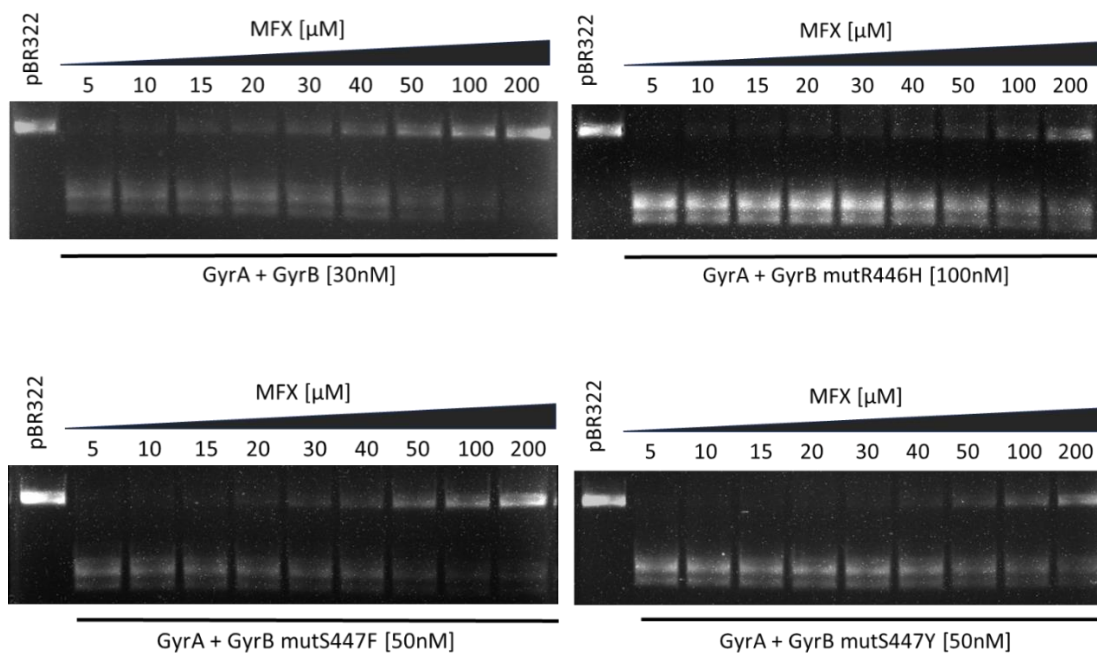 pBR322
MFX [µM]
5 10 15 20 30 40 50 100 200
GyrA + GyrB [30nM]
pBR322
MFX [µM]
5 10 15 20 30 40 50 100 200
GyrA + GyrB mutR446H [100nM]
pBR322
MFX [µM]
5 10 15 20 30 40 50 100 200
GyrA + GyrB mutS447F [50nM]
pBR322
MFX [µM]
5 10 15 20 30 40 50 100 200
GyrA + GyrB mutS447Y [50nM]